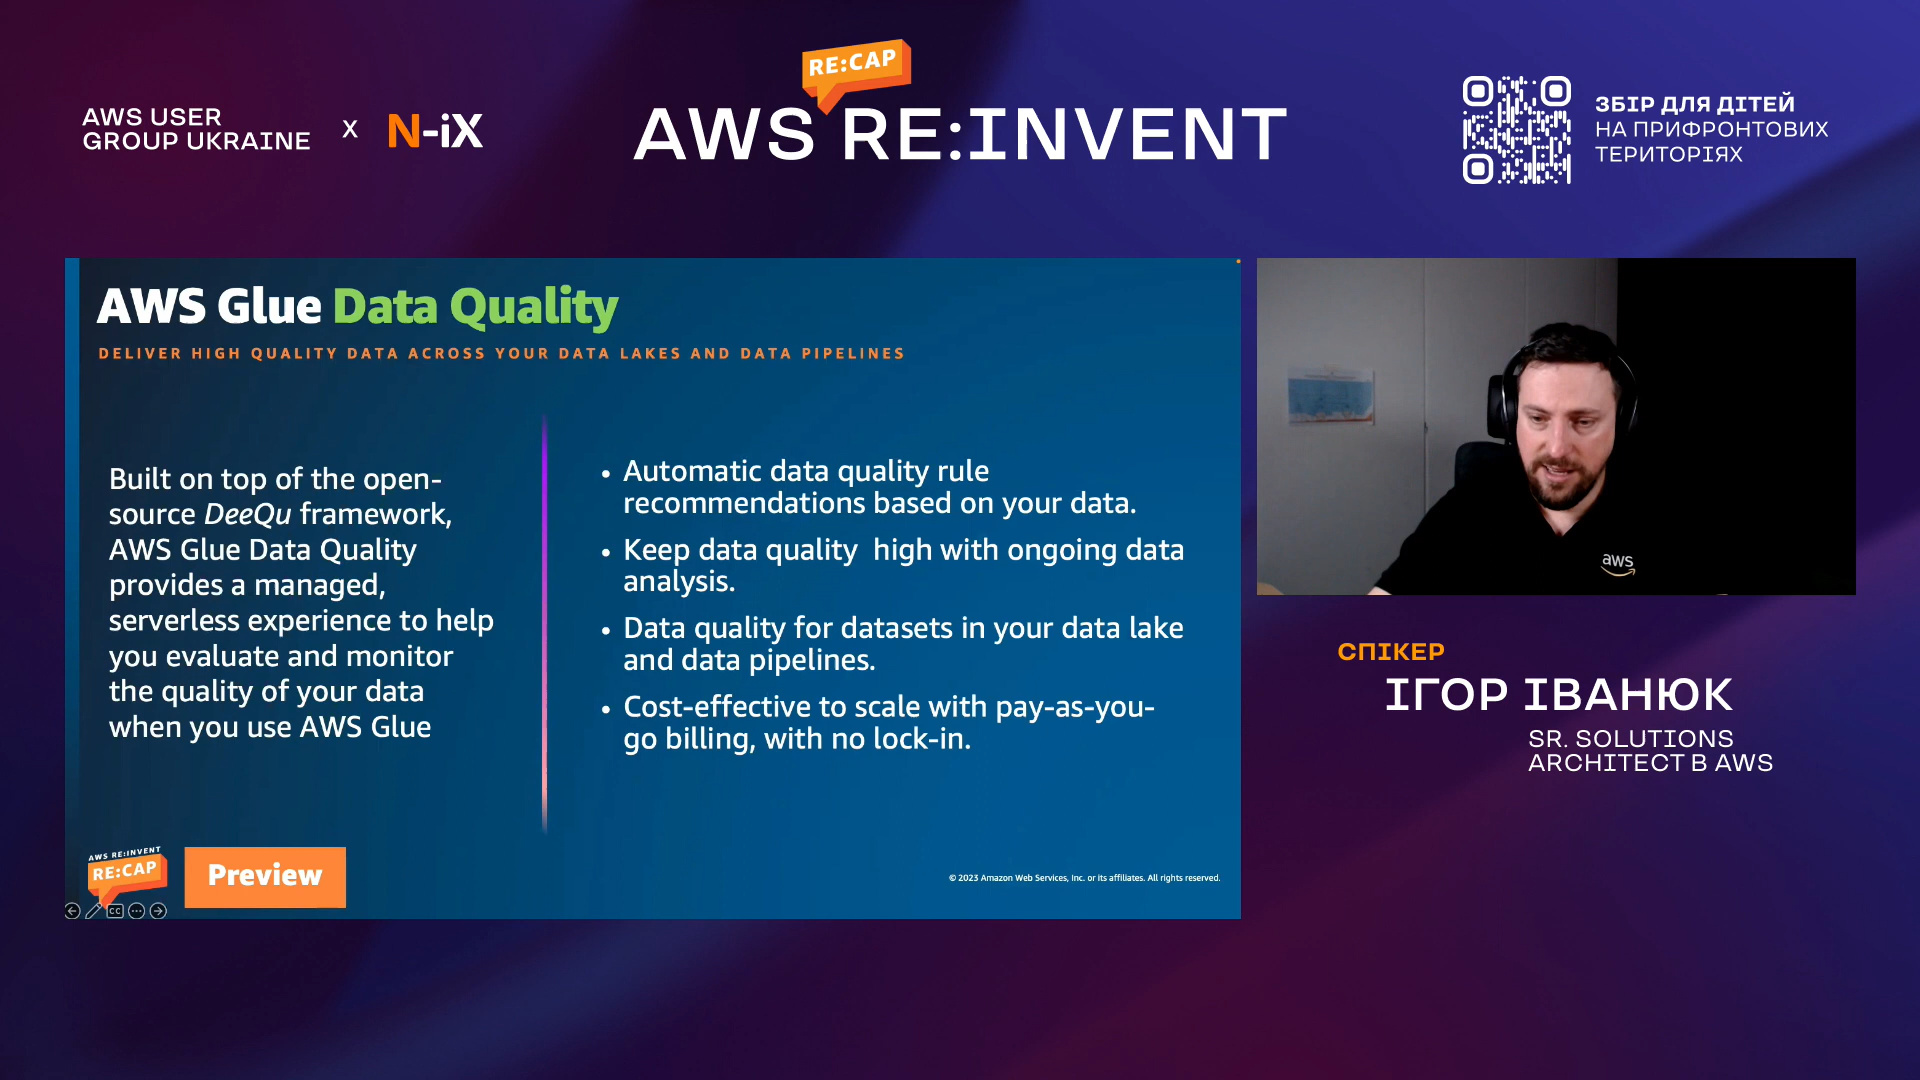 AWS USER
GROUP UKRAINE
X
N-iX
RE:CAP
AWS RE:INVENT
ЗБІР ДЛЯ ДІТЕЙ
НА ПРИФРОНТОВИХ
ТЕРИТОРІЯХ
AWS Glue Data Quality
DELIVER HIGH QUALITY DATA ACROSS YOUR DATA LAKES AND DATA PIPELINES
Built on top of the open-
source DeeQu framework,
AWS Glue Data Quality
provides a managed,
serverless experience to help
you evaluate and monitor
the quality of your data
when you use AWS Glue
• Automatic data quality rule
recommendations based on your data.
• Keep data quality  high with ongoing data
analysis.
• Data quality for datasets in your data lake
and data pipelines.
• Cost-effective to scale with pay-as-you-
go billing, with no lock-in.
AWS RE:INVENT
RE:CAP
Preview
CC
© 2023 Amazon Web Services, Inc. or its affiliates. All rights reserved.
aws
СПІКЕР
ІГОР ІВАНЮК
SR. SOLUTIONS
ARCHITECT В AWS